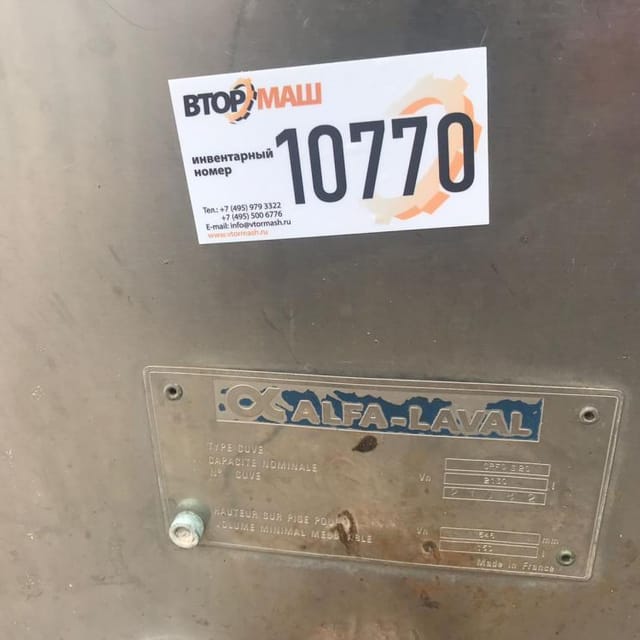 ВТОРМАШ
инвентарный
номер
10770
Тел.: +7 (495) 979 3322
+7 (495) 500 6776
E-mail: info@vtormash.ru
www.vtormash.ru
ALFA-LAVAL
TYPE CUVE
CAPACITE NOMINALE Vn
N° CUVE
HAUTEUR SUR PIGE POUR mm
VOLUME MINIMAL MESURABLE
Made in France